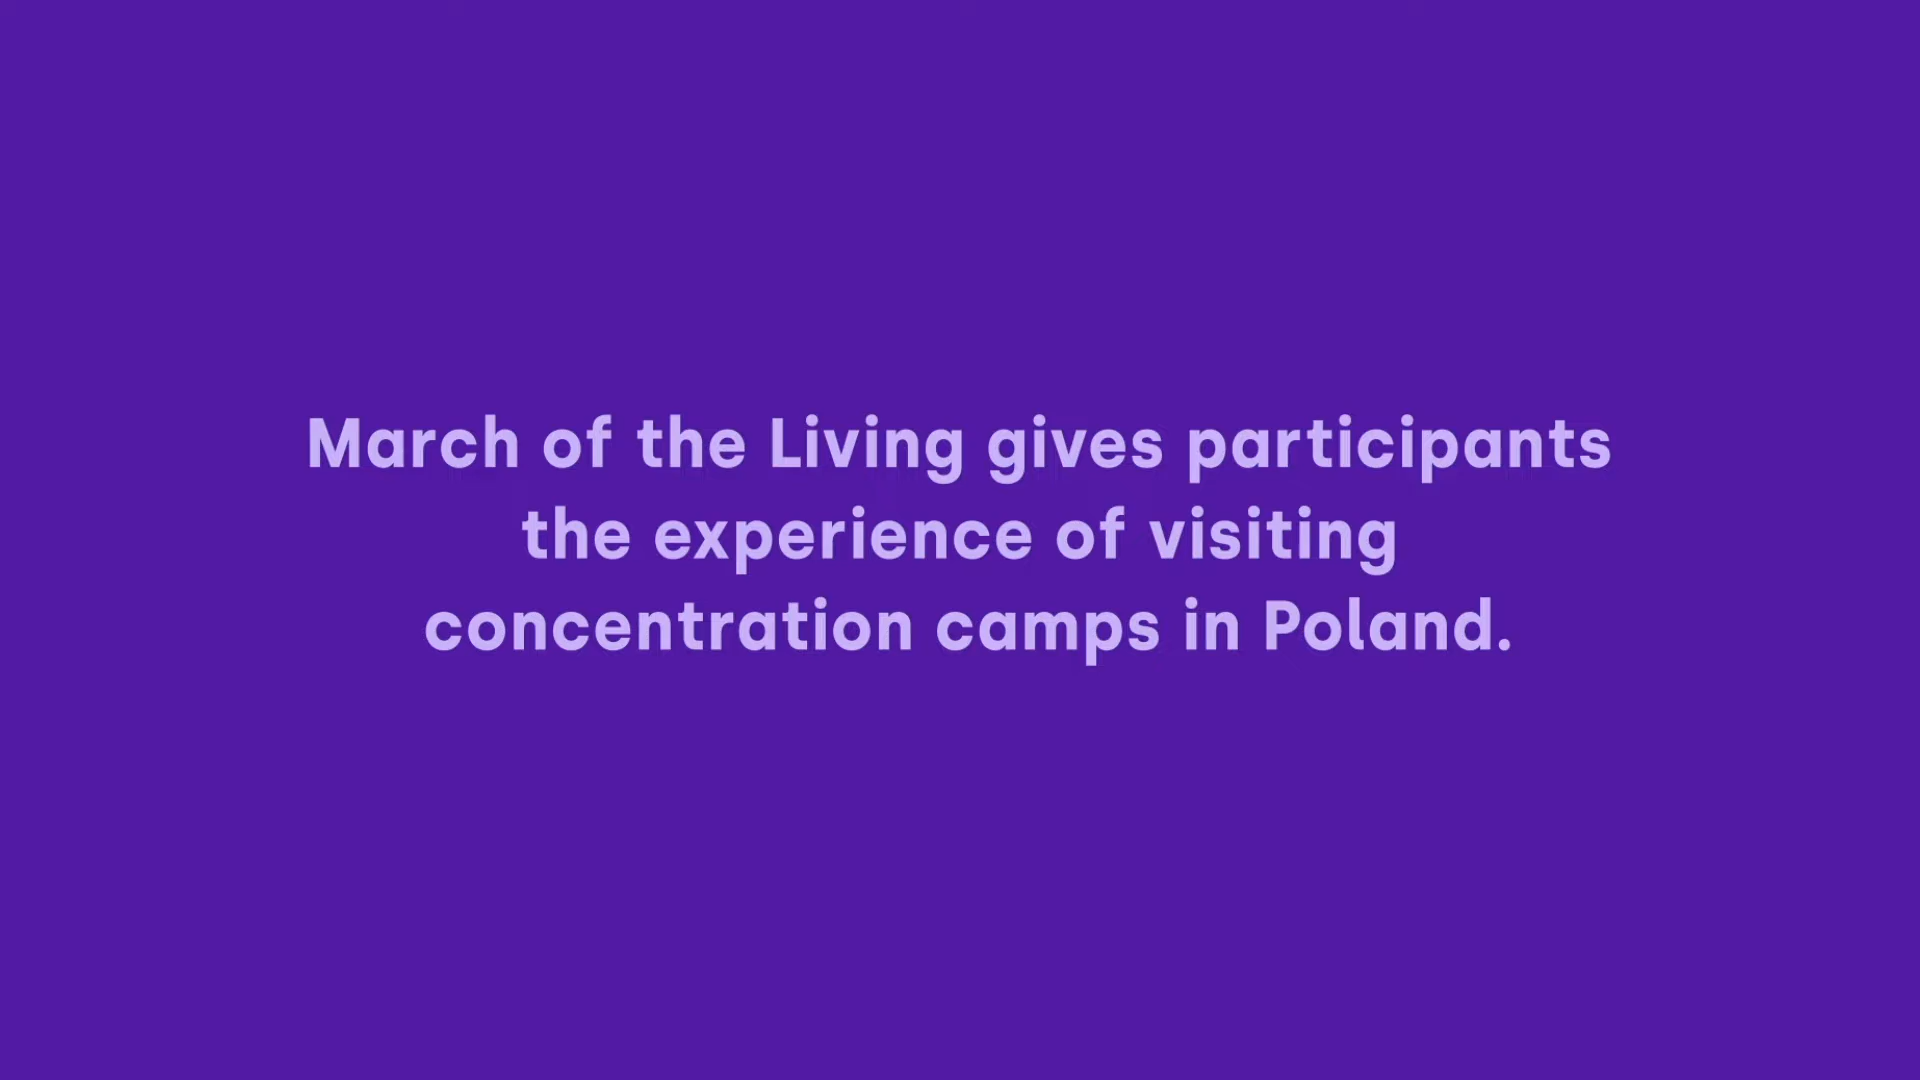 March of the Living gives participants
the experience of visiting
concentration camps in Poland.